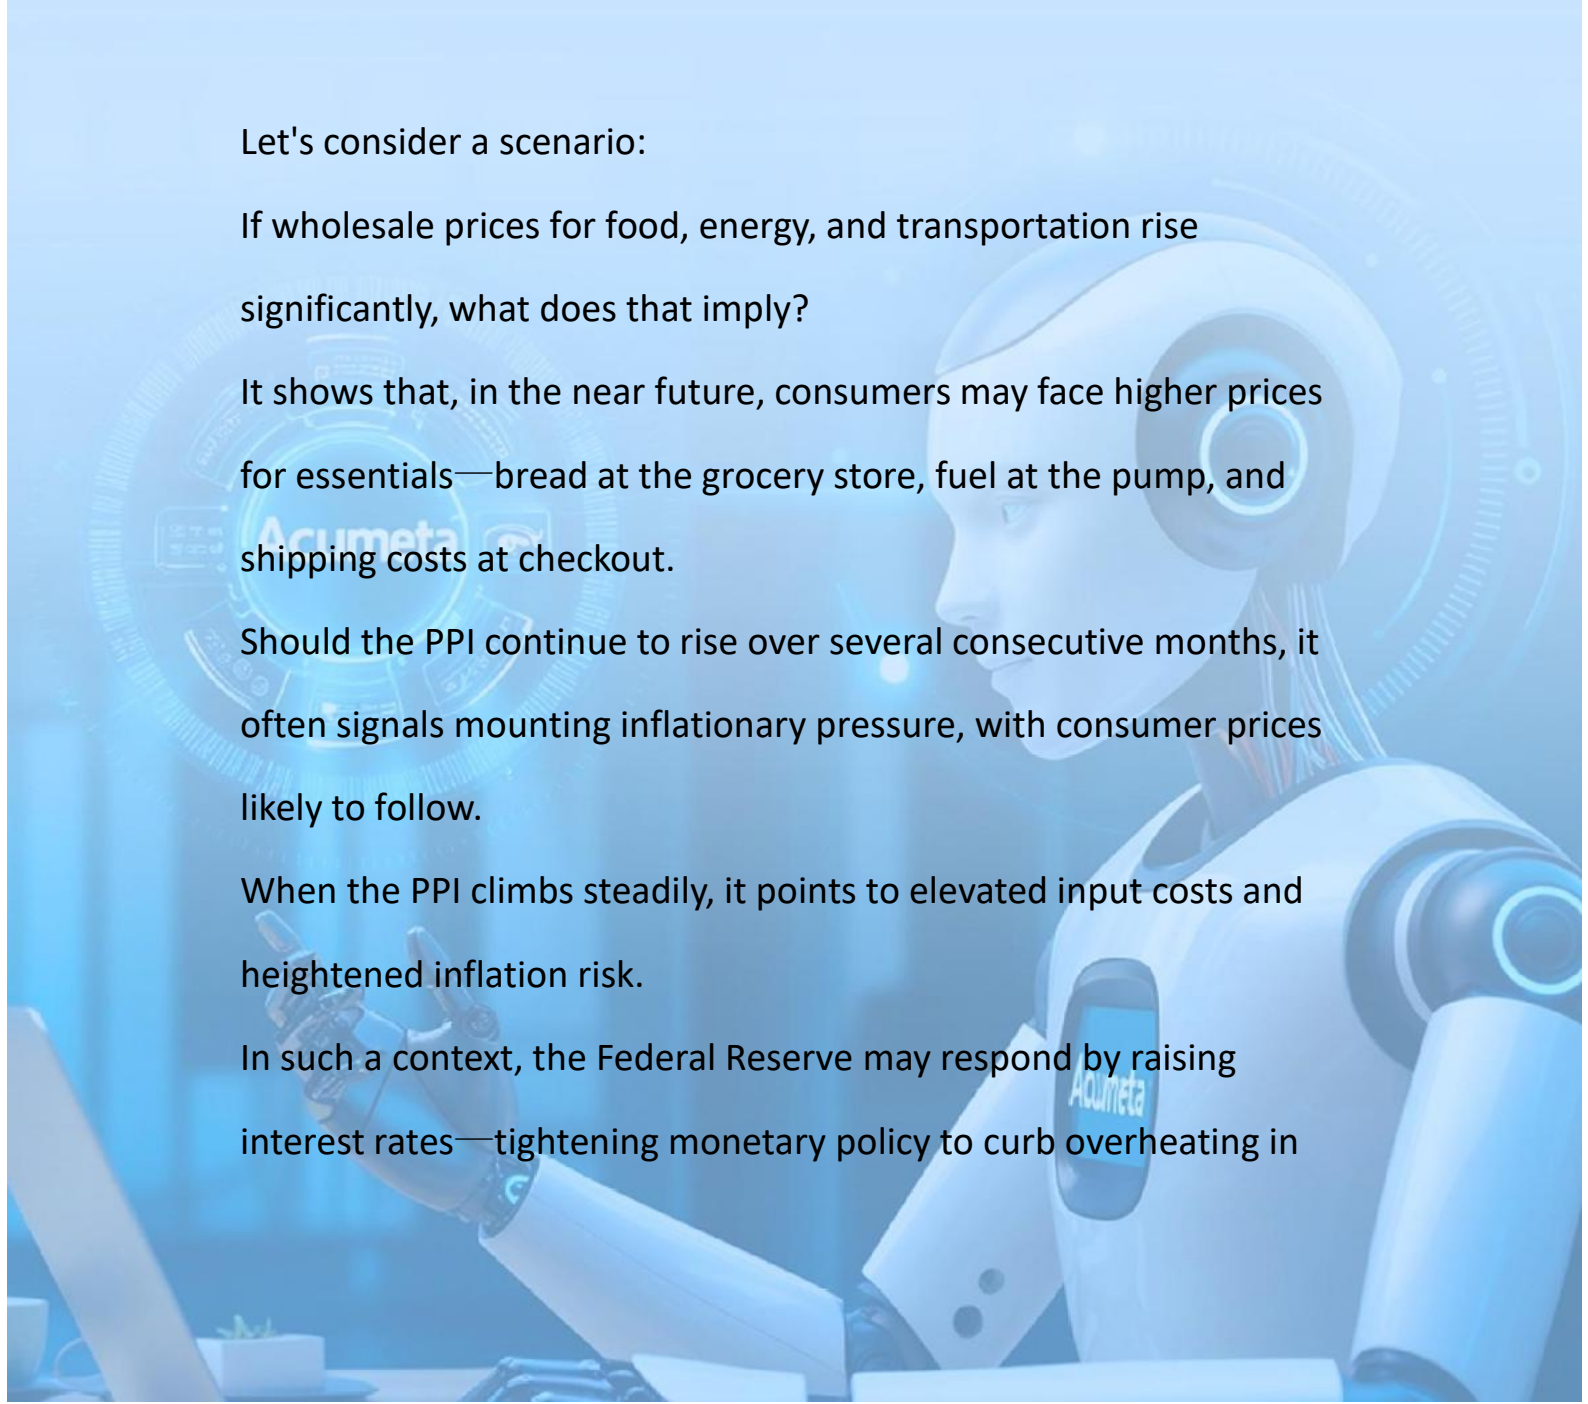 Let's consider a scenario:
If wholesale prices for food, energy, and transportation rise
significantly, what does that imply?
It shows that, in the near future, consumers may face higher prices
for essentials—bread at the grocery store, fuel at the pump, and
Acumeta
shipping costs at checkout.
Should the PPI continue to rise over several consecutive months, it
often signals mounting inflationary pressure, with consumer prices
likely to follow.
When the PPI climbs steadily, it points to elevated input costs and
heightened inflation risk.
In such a context, the Federal Reserve may respond by raising
Acumeta
interest rates—tightening monetary policy to curb overheating in